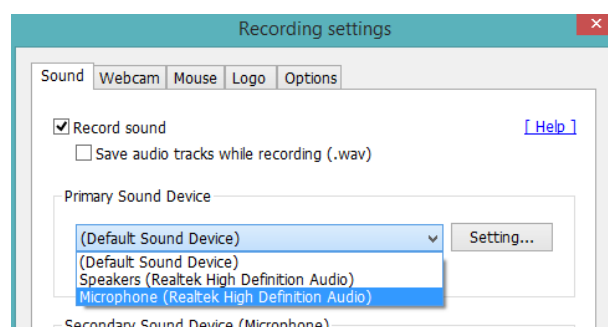 Recording settings
Sound Webcam Mouse Logo Options
Record sound [ Help ]
Save audio tracks while recording (.wav)
Primary Sound Device
(Default Sound Device) Setting...
(Default Sound Device)
Speakers (Realtek High Definition Audio)
Microphone (Realtek High Definition Audio)
Secondary Sound Device (Microphone)